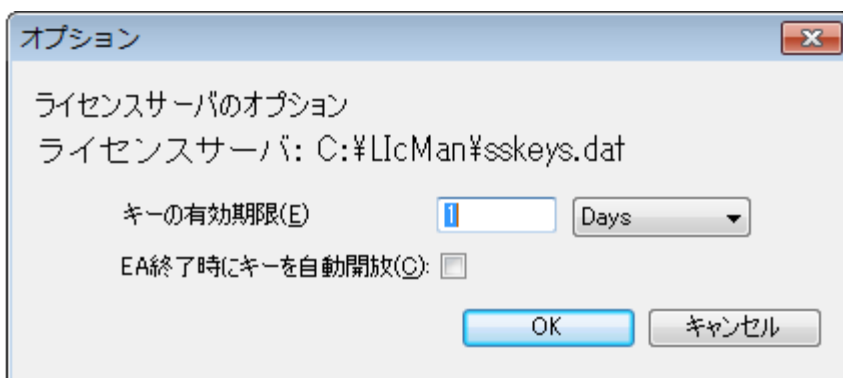 オプション
ライセンスサーバのオプション
ライセンスサーバ: C:¥LIcMan¥sskeys.dat
キーの有効期限(E) 1 Days
EA終了時にキーを自動開放(C):
OK キャンセル